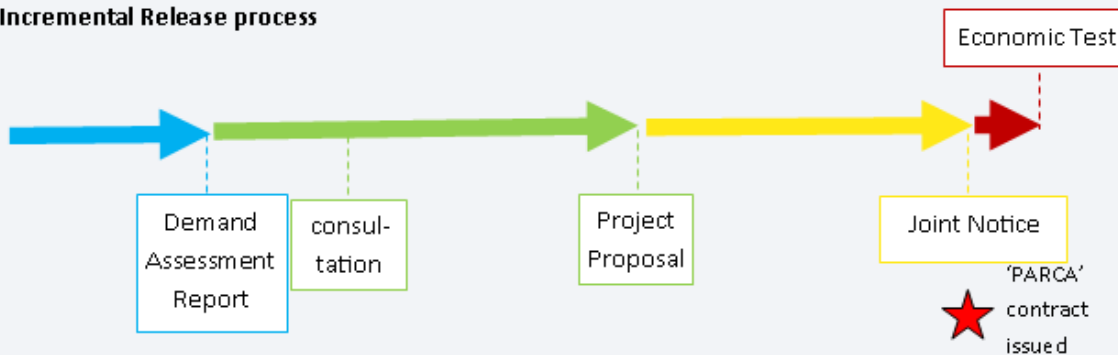 Incremental Release process
Economic Test
Demand
Assessment
Report
consul-
tation
Project
Proposal
Joint Notice
'PARCA'
contract
issued